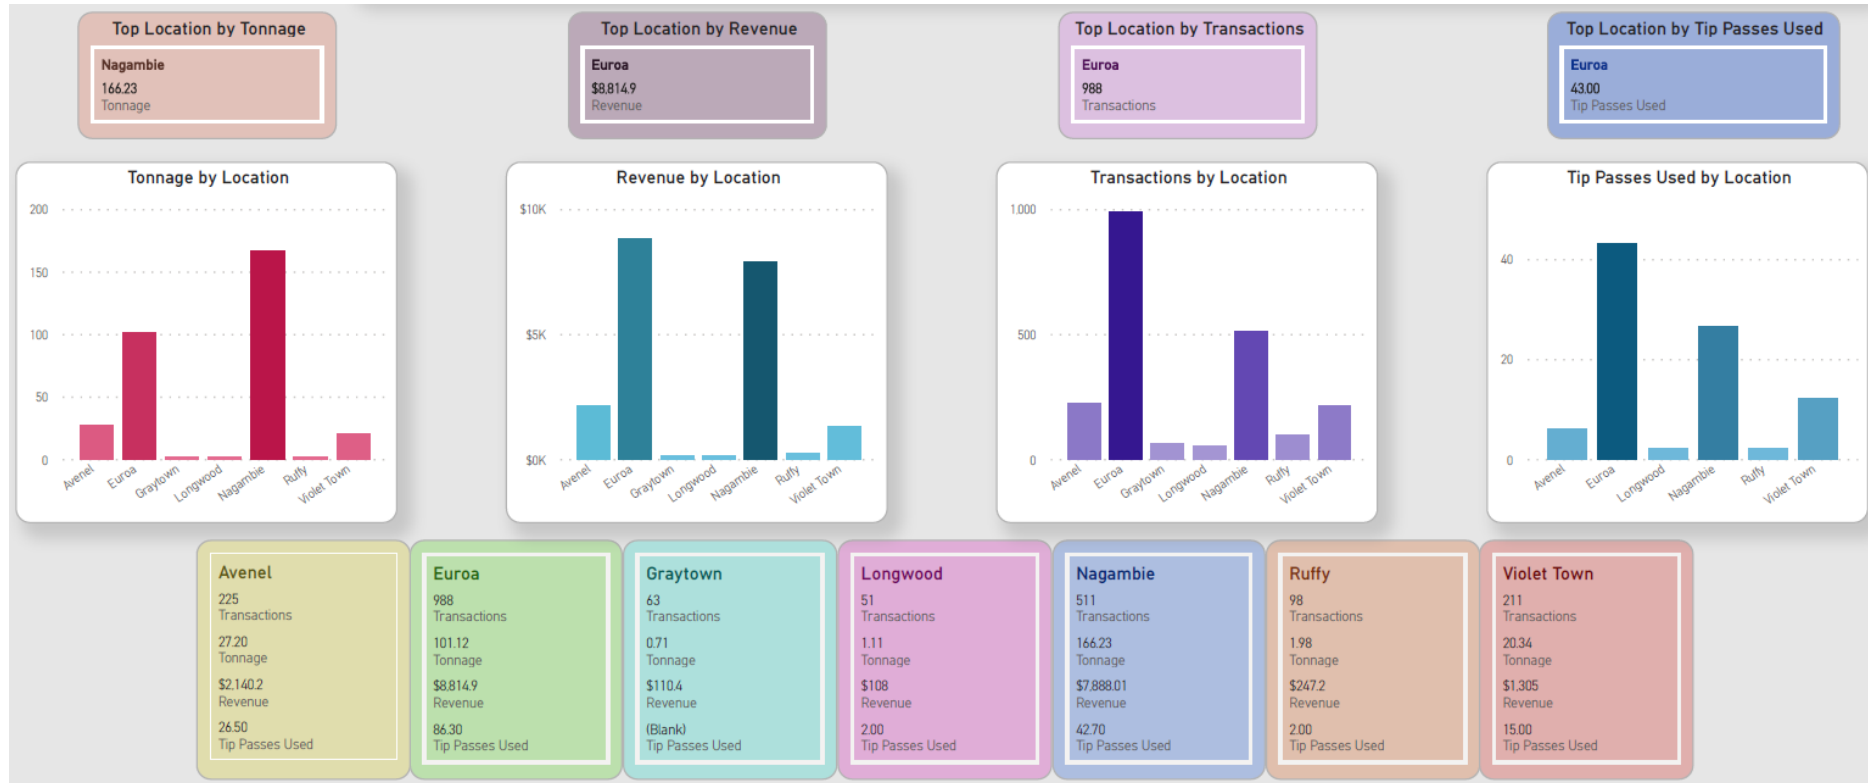 Top Location by Tonnage
Nagambie
166.23
Tonnage
Top Location by Revenue
Euroa
$8,814.9
Revenue
Top Location by Transactions
Euroa
988
Transactions
Top Location by Tip Passes Used
Euroa
43.00
Tip Passes Used
Tonnage by Location
200
150
100
50
0
Avenel
Euroa
Graytown
Longwood
Nagambie
Ruffy
Violet Town
Revenue by Location
$10K
$5K
$0K
Avenel
Euroa
Graytown
Longwood
Nagambie
Ruffy
Violet Town
Transactions by Location
1,000
500
0
Avenel
Euroa
Graytown
Longwood
Nagambie
Ruffy
Violet Town
Tip Passes Used by Location
40
20
0
Avenel
Euroa
Longwood
Nagambie
Ruffy
Violet Town
Avenel
225
Transactions
27.20
Tonnage
$2,140.2
Revenue
26.50
Tip Passes Used
Euroa
988
Transactions
101.12
Tonnage
$8,814.9
Revenue
86.30
Tip Passes Used
Graytown
63
Transactions
0.71
Tonnage
$110.4
Revenue
(Blank)
Tip Passes Used
Longwood
51
Transactions
1.11
Tonnage
$108
Revenue
2.00
Tip Passes Used
Nagambie
511
Transactions
166.23
Tonnage
$7,888.01
Revenue
42.70
Tip Passes Used
Ruffy
98
Transactions
1.98
Tonnage
$247.2
Revenue
2.00
Tip Passes Used
Violet Town
211
Transactions
20.34
Tonnage
$1,305
Revenue
15.00
Tip Passes Used